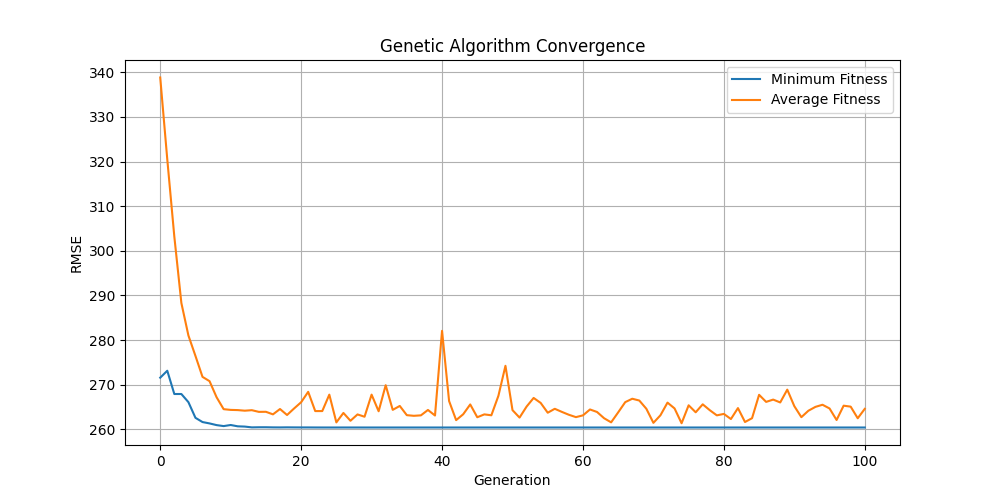 Genetic Algorithm Convergence
Minimum Fitness
Average Fitness
RMSE
340
330
320
310
300
290
280
270
260
0 20 40 60 80 100
Generation